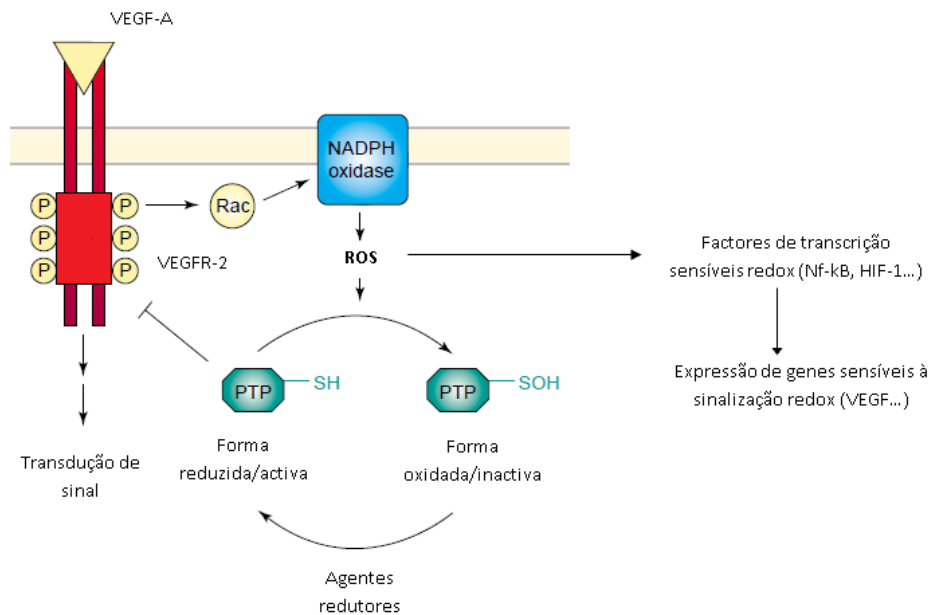 VEGF-A
NADPH
oxidase
P
P
P
P
P
P
Rac
VEGFR-2
ROS
Factores de transcrição
sensíveis redox (Nf-kB, HIF-1...)
Expressão de genes sensíveis à
sinalização redox (VEGF...)
PTP
SH
PTP
SOH
Forma
reduzida/activa
Forma
oxidada/inactiva
Transdução de
sinal
Agentes
redutores